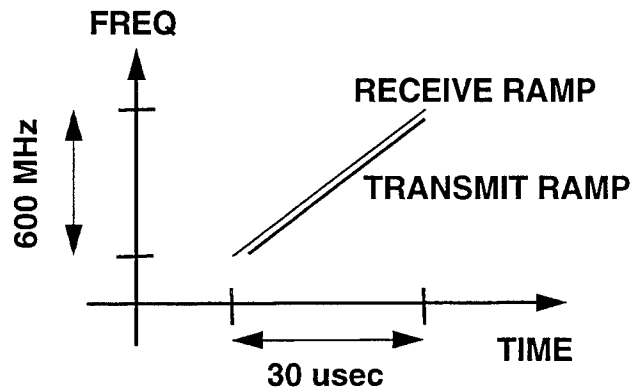 FREQ
RECEIVE RAMP
600 MHz
TRANSMIT RAMP
TIME
30 usec